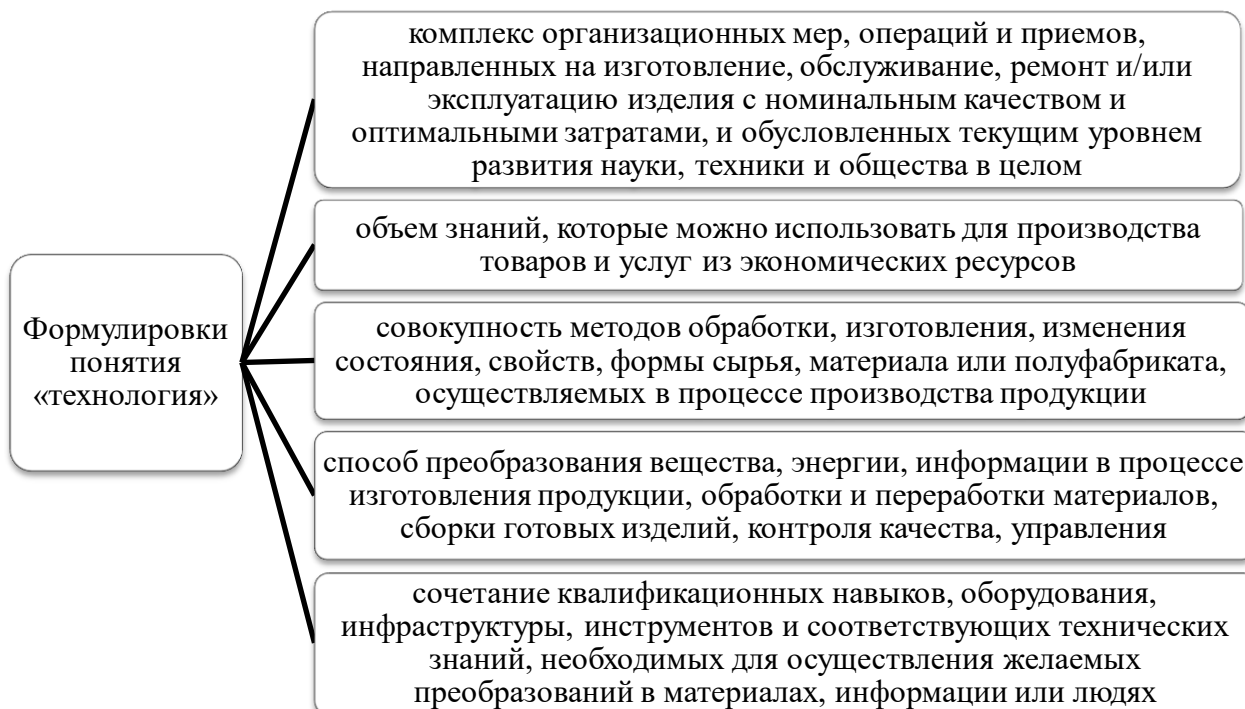 комплекс организационных мер, операций и приемов,
направленных на изготовление, обслуживание, ремонт и/или
эксплуатацию изделия с номинальным качеством и
оптимальными затратами, и обусловленных текущим уровнем
развития науки, техники и общества в целом
объем знаний, которые можно использовать для производства
товаров и услуг из экономических ресурсов
Формулировки
понятия
«технология»
совокупность методов обработки, изготовления, изменения
состояния, свойств, формы сырья, материала или полуфабриката,
осуществляемых в процессе производства продукции
способ преобразования вещества, энергии, информации в процессе
изготовления продукции, обработки и переработки материалов,
сборки готовых изделий, контроля качества, управления
сочетание квалификационных навыков, оборудования,
инфраструктуры, инструментов и соответствующих технических
знаний, необходимых для осуществления желаемых
преобразований в материалах, информации или людях